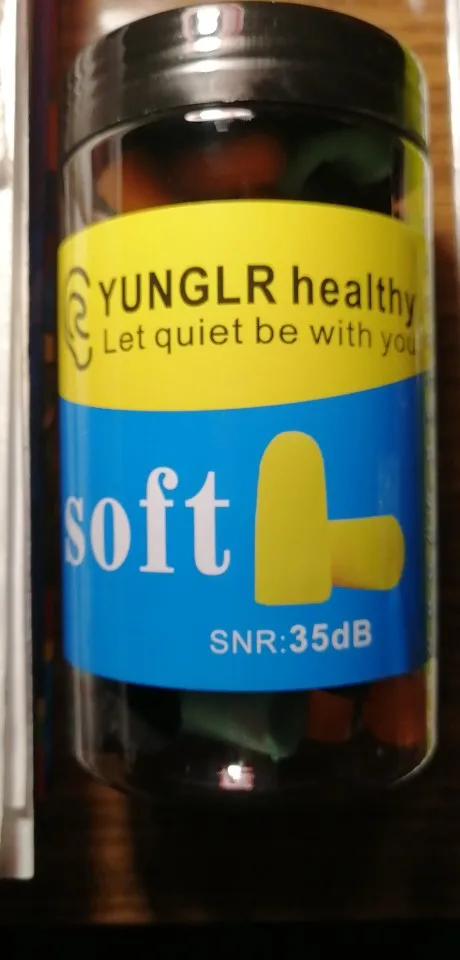 YUNGLR healthy
Let quiet be with you
soft
SNR:35dB